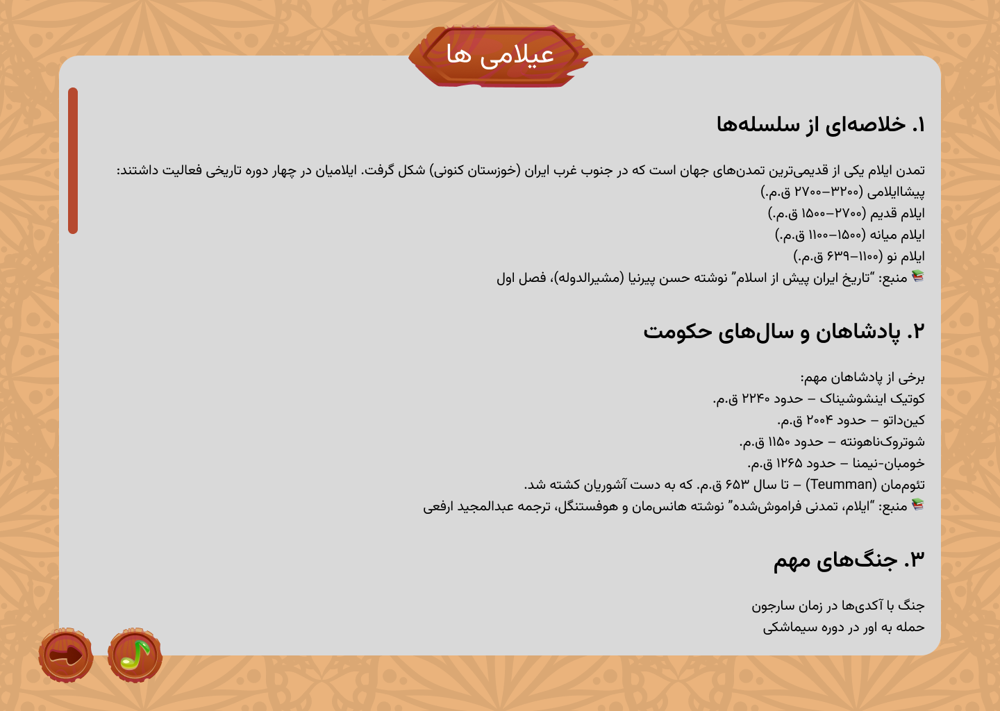 عیلامی ها
۱. خلاصه‌ای از سلسله‌ها
تمدن ایلام یکی از قدیمی‌ترین تمدن‌های جهان است که در جنوب غرب ایران (خوزستان کنونی) شکل گرفت. ایلامیان در چهار دوره تاریخی فعالیت داشتند:
پیشاایلامی (۳۲۰۰–۲۷۰۰ ق.م.)
ایلام قدیم (۲۷۰۰–۱۵۰۰ ق.م.)
ایلام میانه (۱۵۰۰–۱۱۰۰ ق.م.)
ایلام نو (۱۱۰۰–۶۳۹ ق.م.)
📚 منبع: “تاریخ ایران پیش از اسلام” نوشته حسن پیرنیا (مشیرالدوله)، فصل اول
۲. پادشاهان و سال‌های حکومت
برخی از پادشاهان مهم:
کوتیک اینشوشیناک – حدود ۲۲۴۰ ق.م.
کین‌داتو – حدود ۲۰۰۴ ق.م.
شوتروک‌ناهونته – حدود ۱۱۵۰ ق.م.
خومبان-نیمنا – حدود ۱۲۶۵ ق.م.
تئوم‌مان (Teumman) – تا سال ۶۵۳ ق.م. که به دست آشوریان کشته شد.
📚 منبع: “ایلام، تمدنی فراموش‌شده” نوشته هانس‌مان و هوفستنگل، ترجمه عبدالمجید ارفعی
۳. جنگ‌های مهم
جنگ با آکدی‌ها در زمان سارجون
حمله به اور در دوره سیماشکی